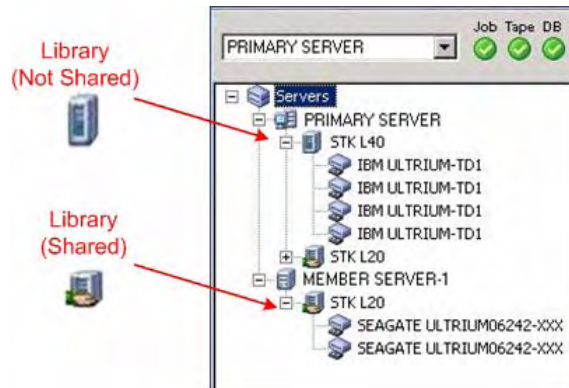 Library
(Not Shared)
Library
(Shared)
Job Tape DB
PRIMARY SERVER
Servers
PRIMARY SERVER
STK L40
IBM ULTRIUM-TD1
IBM ULTRIUM-TD1
IBM ULTRIUM-TD1
IBM ULTRIUM-TD1
STK L20
MEMBER SERVER-1
STK L20
SEAGATE ULTRIUM06242-XXX
SEAGATE ULTRIUM06242-XXX